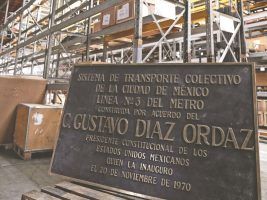 SISTEMA DE TRANSPORTE COLECTIVO
DE LA CIUDAD DE MÉXICO
LINEA Nº 3 DEL METRO
CONSTRUIDA POR ACUERDO DEL
C. GUSTAVO DIAZ ORDAZ
PRESIDENTE CONSTITUCIONAL DE LOS
ESTADOS UNIDOS MEXICANOS
QUIEN LA INAUGURO
EL 20 DE NOVIEMBRE DE 1970